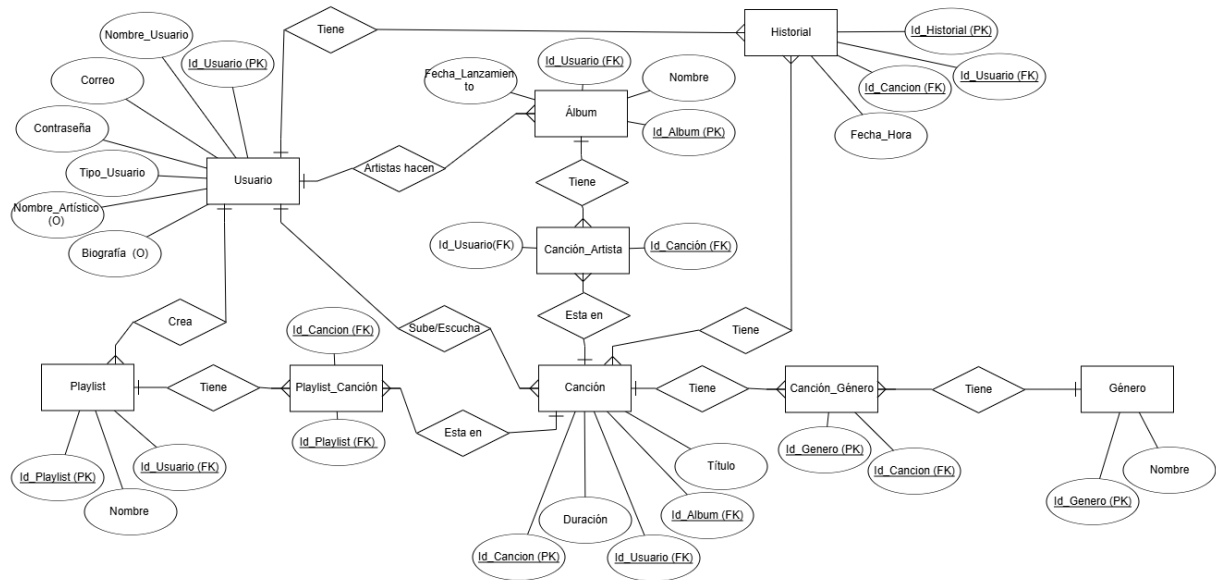 Tiene
Historial
Id_Historial (PK)
Id_Usuario (FK)
Id_Cancion (FK)
Fecha_Hora
Nombre_Usuario
Id_Usuario (PK)
Correo
Contraseña
Tipo_Usuario
Nombre_Artístico
(O)
Biografía (O)
Usuario
Artistas hacen
Fecha_Lanzamie
nto
Id_Usuario (FK)
Nombre
Álbum
Id_Album (PK)
Tiene
Id_Usuario(FK)
Canción_Artista
Id_Canción (FK)
Esta en
Crea
Sube/Escucha
Tiene
Id_Cancion (FK)
Playlist
Tiene
Playlist_Canción
Id_Playlist (FK)
Esta en
Canción
Tiene
Canción_Género
Tiene
Género
Id_Playlist (PK)
Nombre
Id_Usuario (FK)
Id_Cancion (PK)
Duración
Id_Usuario (FK)
Id_Album (FK)
Título
Id_Genero (PK)
Id_Cancion (FK)
Id_Genero (PK)
Nombre